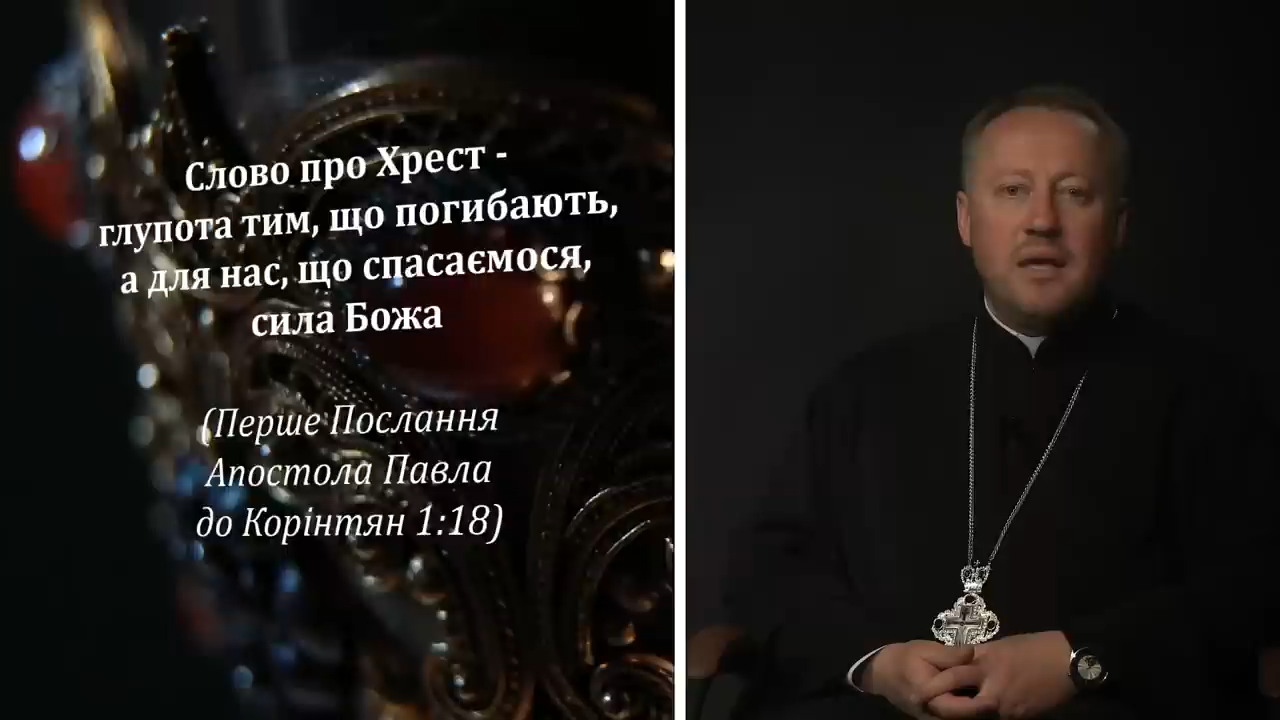 Слово про Хрест -
глупота тим, що погибають,
а для нас, що спасаємося,
сила Божа
(Перше Послання
Апостола Павла
до Корінтян 1:18)